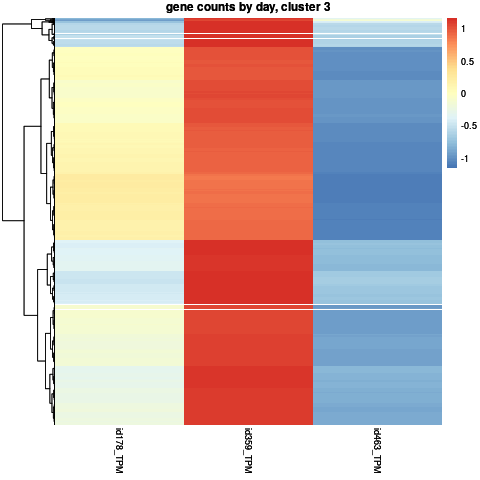 gene counts by day, cluster 3
1
0.5
0
-0.5
-1
id178_TPM
id359_TPM
id463_TPM